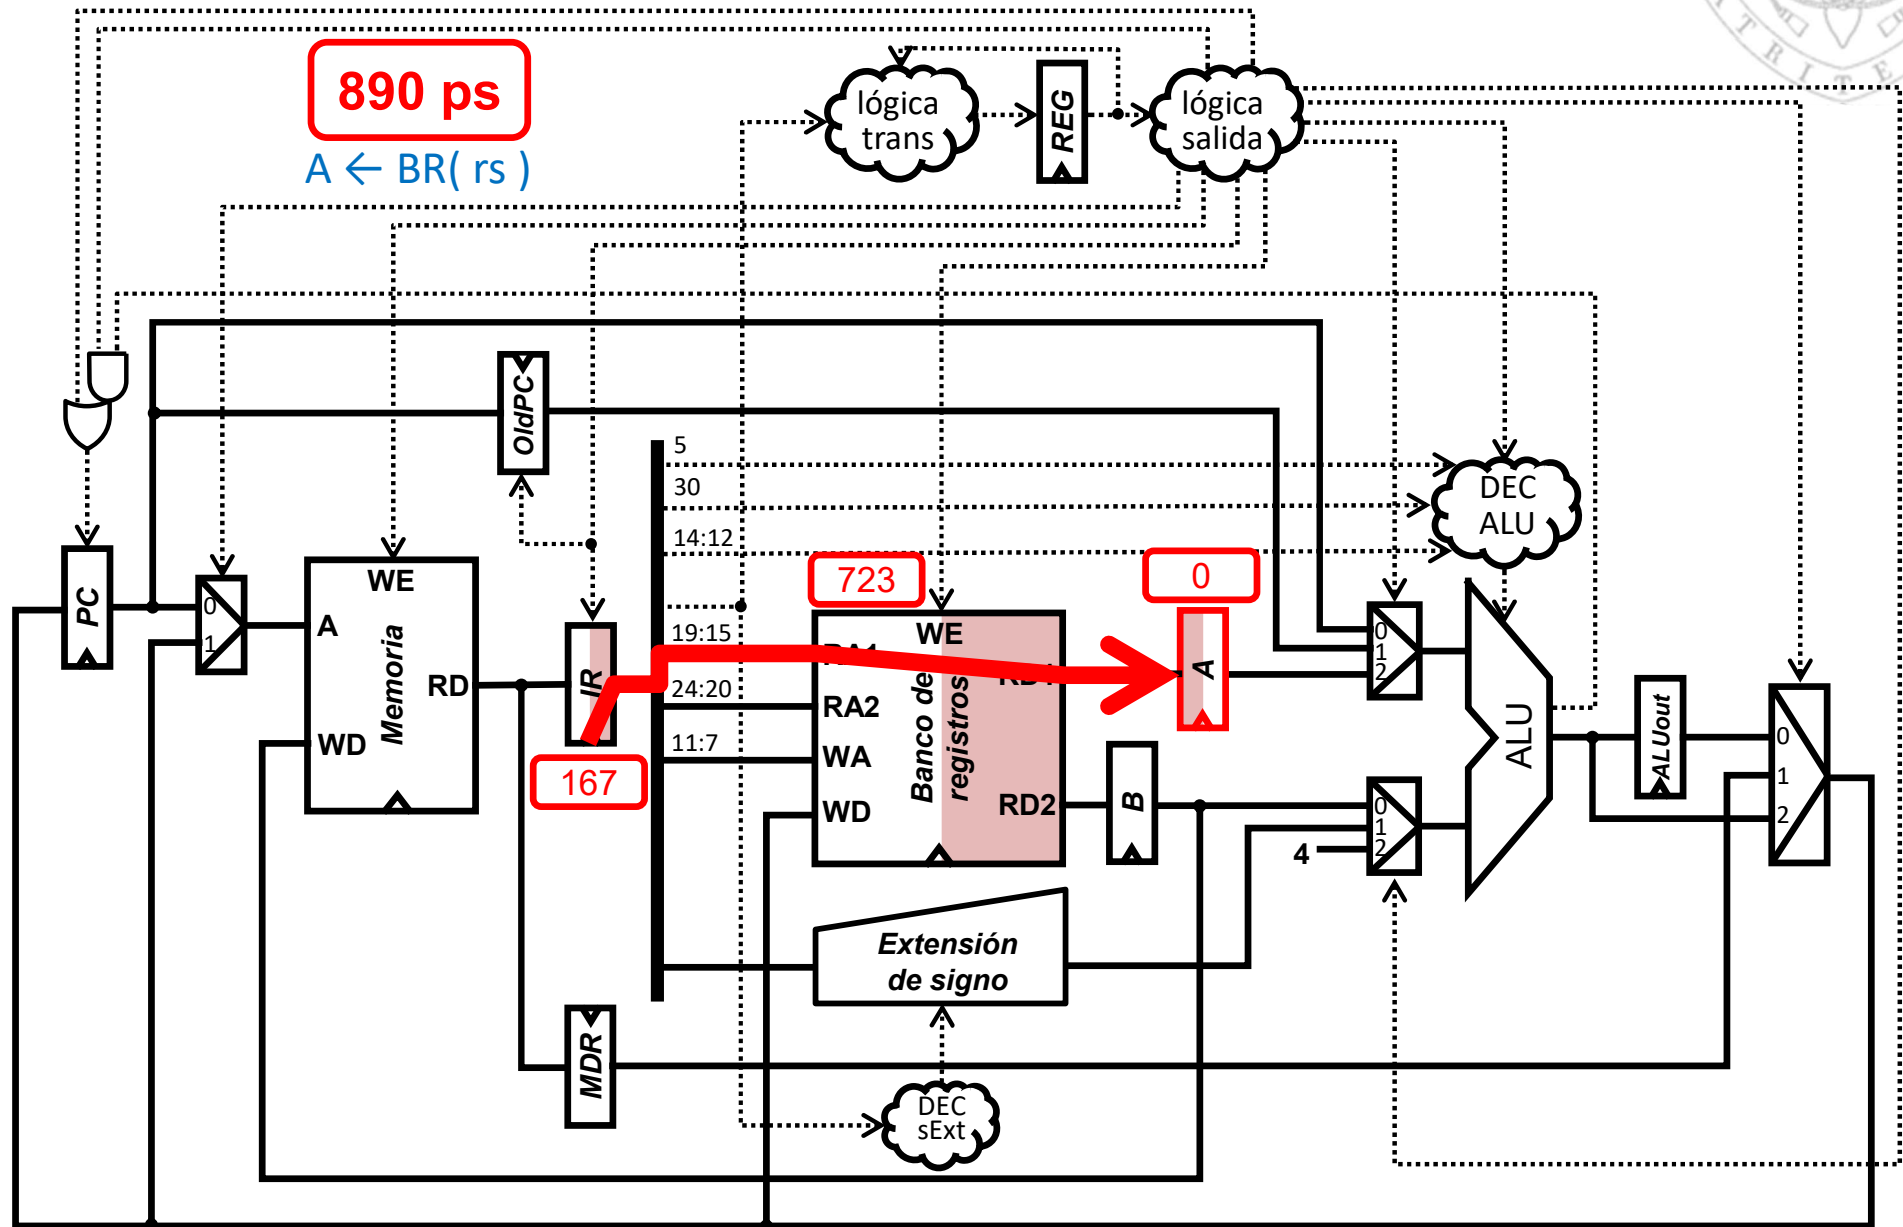 890 ps
A ← BR( rs )
lógica
trans
REG
lógica
salida
OldPC
5
30
14:12
19:15
24:20
11:7
DEC
ALU
PC
0
1
WE
A
Memoria
RD
WD
IR
167
723
0
WE
RA1
RD1
RA2
WA
WD
Banco de
registros
RD2
A
B
0
1
2
0
1
2
4
ALU
ALUout
0
1
2
Extensión
de signo
MDR
DEC
sExt